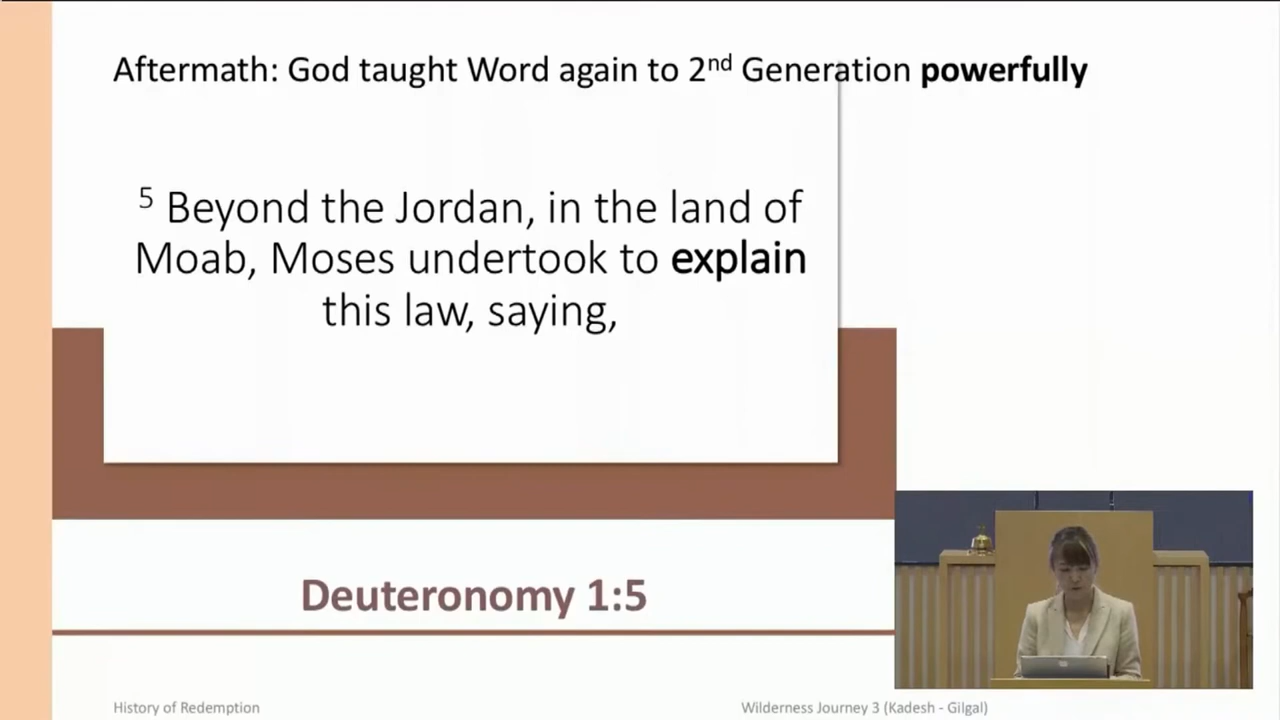 Aftermath: God taught Word again to 2nd Generation powerfully
5 Beyond the Jordan, in the land of
Moab, Moses undertook to explain
this law, saying,
Deuteronomy 1:5
History of Redemption
Wilderness Journey 3 (Kadesh - Gilgal)